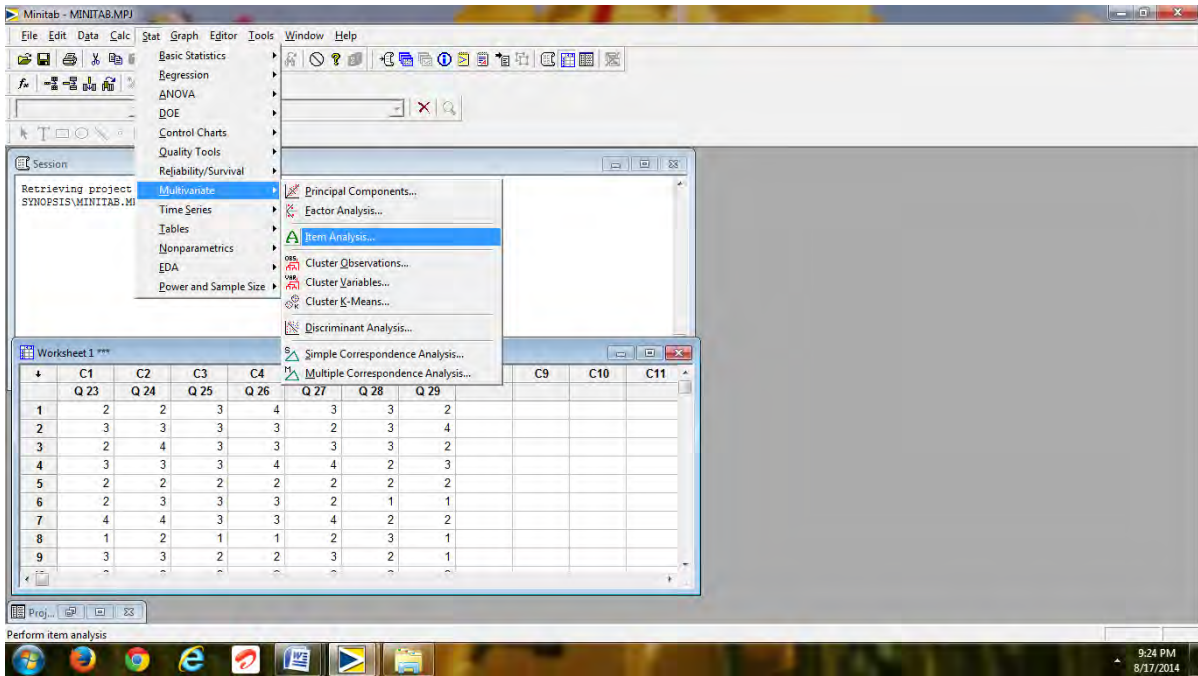 Minitab - MINITAB.MPJ
File Edit Data Calc Stat Graph Editor Tools Window Help
Basic Statistics
Regression
ANOVA
DOE
Control Charts
Quality Tools
Reliability/Survival
Multivariate
Time Series
Tables
Nonparametrics
EDA
Power and Sample Size
Session
Retrieving project
SYNOPSIS\MINITAB.M
Principal Components...
Factor Analysis...
Item Analysis...
Cluster Observations...
Cluster Variables...
Cluster K-Means...
Discriminant Analysis...
Simple Correspondence Analysis...
Multiple Correspondence Analysis...
Worksheet 1 ***
C1 C2 C3 C4 C9 C10 C11
Q 23 Q 24 Q 25 Q 26 Q 27 Q 28 Q 29
1 2 2 3 4 3 3 2
2 3 3 3 3 2 3 4
3 2 4 3 3 3 3 2
4 3 3 3 4 4 2 3
5 2 2 2 2 2 2 2
6 2 3 3 3 2 1 1
7 4 4 3 3 4 2 2
8 1 2 1 1 2 3 1
9 3 3 2 2 3 2 1
Proj...
Perform item analysis
9:24 PM
8/17/2014